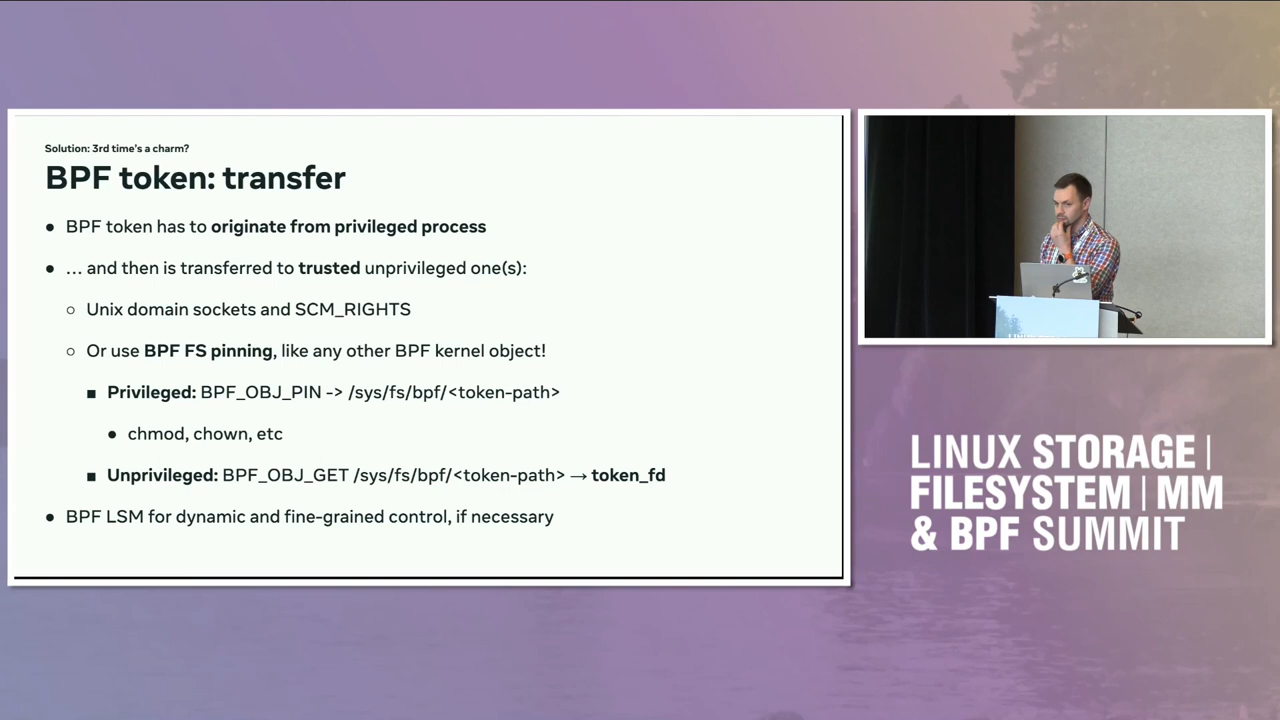 Solution: 3rd time's a charm?
BPF token: transfer
● BPF token has to originate from privileged process
● … and then is transferred to trusted unprivileged one(s):
○ Unix domain sockets and SCM_RIGHTS
○ Or use BPF FS pinning, like any other BPF kernel object!
■ Privileged: BPF_OBJ_PIN -> /sys/fs/bpf/<token-path>
● chmod, chown, etc
■ Unprivileged: BPF_OBJ_GET /sys/fs/bpf/<token-path> → token_fd
● BPF LSM for dynamic and fine-grained control, if necessary
LINUX STORAGE |
FILESYSTEM | MM
& BPF SUMMIT